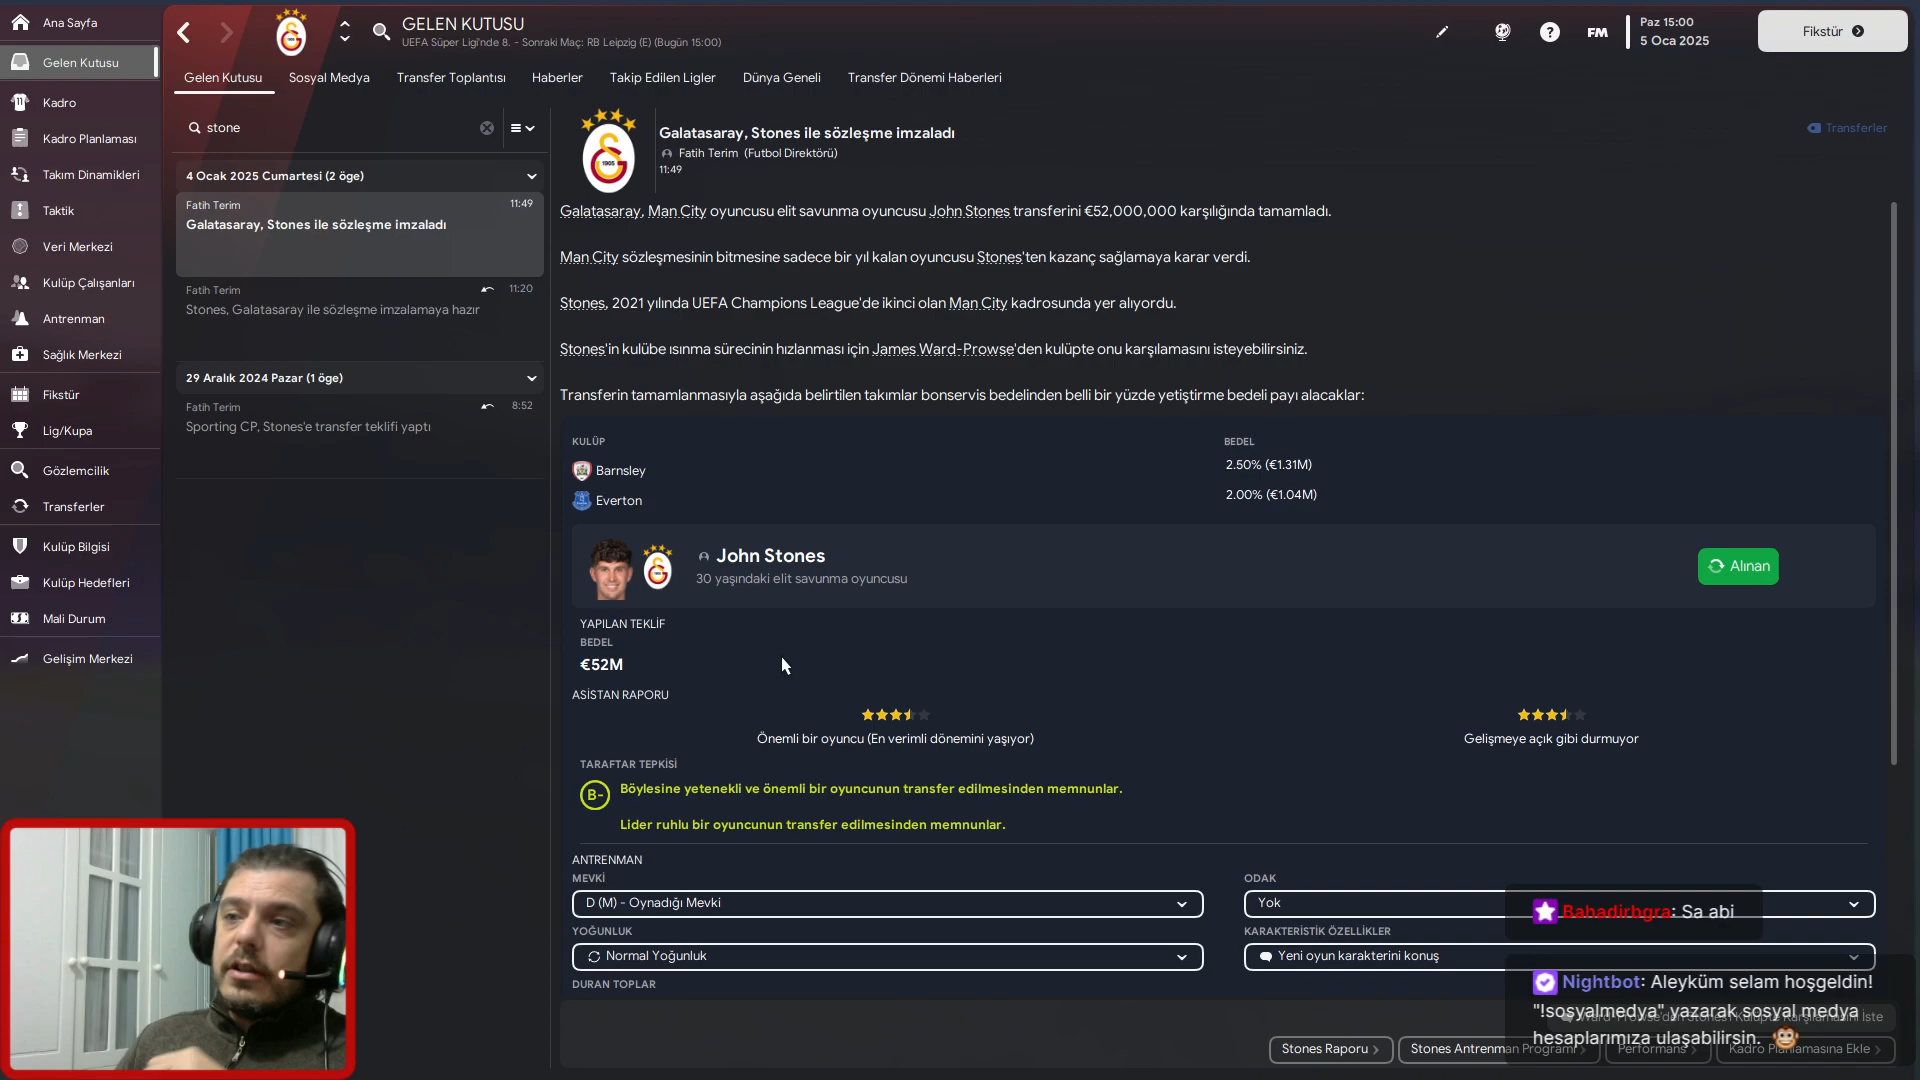 Ana Sayfa
Gelen Kutusu
Kadro
Kadro Planlaması
Takım Dinamikleri
Taktik
Veri Merkezi
Kulüp Çalışanları
Antrenman
Sağlık Merkezi
Fikstür
Lig/Kupa
Gözlemcilik
Transferler
Kulüp Bilgisi
Kulüp Hedefleri
Mali Durum
Gelişim Merkezi
GELEN KUTUSU
UEFA Süper Ligi'nde 8. - Sonraki Maç: RB Leipzig (E) (Bugün 15:00)
FM
Paz 15:00
5 Oca 2025
Fikstür
Gelen Kutusu Sosyal Medya Transfer Toplantısı Haberler Takip Edilen Ligler Dünya Geneli Transfer Dönemi Haberleri
stone
4 Ocak 2025 Cumartesi (2 öge)
Fatih Terim 11:49
Galatasaray, Stones ile sözleşme imzaladı
Fatih Terim 11:20
Stones, Galatasaray ile sözleşme imzalamaya hazır
29 Aralık 2024 Pazar (1 öge)
Fatih Terim 8:52
Sporting CP, Stones'e transfer teklifi yaptı
Galatasaray, Stones ile sözleşme imzaladı
Fatih Terim (Futbol Direktörü)
11:49
Transferler
Galatasaray, Man City oyuncusu elit savunma oyuncusu John Stones transferini €52,000,000 karşılığında tamamladı.
Man City sözleşmesinin bitmesine sadece bir yıl kalan oyuncusu Stones'ten kazanç sağlamaya karar verdi.
Stones, 2021 yılında UEFA Champions League'de ikinci olan Man City kadrosunda yer alıyordu.
Stones'in kulübe ısınma sürecinin hızlanması için James Ward-Prowse'den kulüpte onu karşılamasını isteyebilirsiniz.
Transferin tamamlanmasıyla aşağıda belirtilen takımlar bonservis bedelinden belli bir yüzde yetiştirme bedeli payı alacaklar:
KULÜP BEDEL
Barnsley 2.50% (€1.31M)
Everton 2.00% (€1.04M)
John Stones
30 yaşındaki elit savunma oyuncusu
Alınan
YAPILAN TEKLİF
BEDEL
€52M
ASİSTAN RAPORU
Önemli bir oyuncu (En verimli dönemini yaşıyor) Gelişmeye açık gibi durmuyor
TARAFTAR TEPKİSİ
B-
Böylesine yetenekli ve önemli bir oyuncunun transfer edilmesinden memnunlar.
Lider ruhlu bir oyuncunun transfer edilmesinden memnunlar.
ANTRENMAN
MEVKİ ODAK
D (M) - Oynadığı Mevki Yok
YOĞUNLUK KARAKTERİSTİK ÖZELLİKLER
Normal Yoğunluk Yeni oyun karakterini konuş
DURAN TOPLAR
Bahadirbgra: Sa abi
Nightbot: Aleyküm selam hoşgeldin!
"!sosyalmedya" yazarak sosyal medya
hesaplarımıza ulaşabilirsin.
Ward-Prowse'den Stones'i Kulüpte Karşılamasını İste
Stones Raporu Stones Antrenman Programı Performans Kadro Planlamasına Ekle